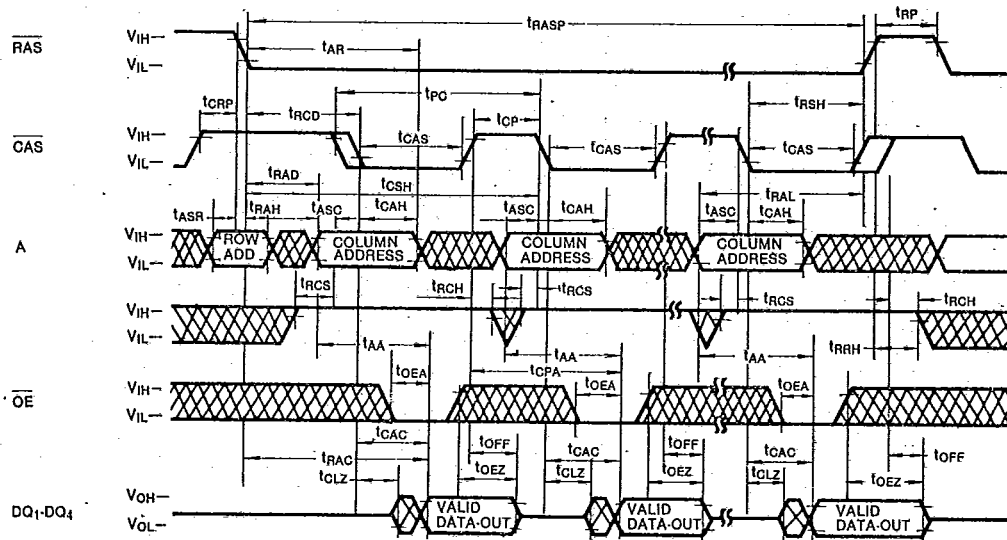 tRASP
tRP
RAS
VIH
VIL
tAR
tPC
tCRP
tRCD
tCP
tRSH
CAS
VIH
VIL
tCAS
tCAS
tCAS
tRAD
tCSH
tRAL
tASR
tRAH
tASC
tCAH
tASC
tCAH
tASC
tCAH
A
VIH
VIL
ROW ADD
COLUMN ADDRESS
COLUMN ADDRESS
COLUMN ADDRESS
tRCS
tRCH
tRCS
tRCS
tRCH
VIH
VIL
tAA
tAA
tAA
tRRH
tCPA
tOEA
tOEA
tOEA
OE
VIH
VIL
tCAC
tOFF
tCAC
tOFF
tCAC
tOFF
tRAC
tCLZ
tOEZ
tCLZ
tOEZ
tCLZ
tOEZ
DQ1-DQ4
VOH
VOL
VALID DATA-OUT
VALID DATA-OUT
VALID DATA-OUT